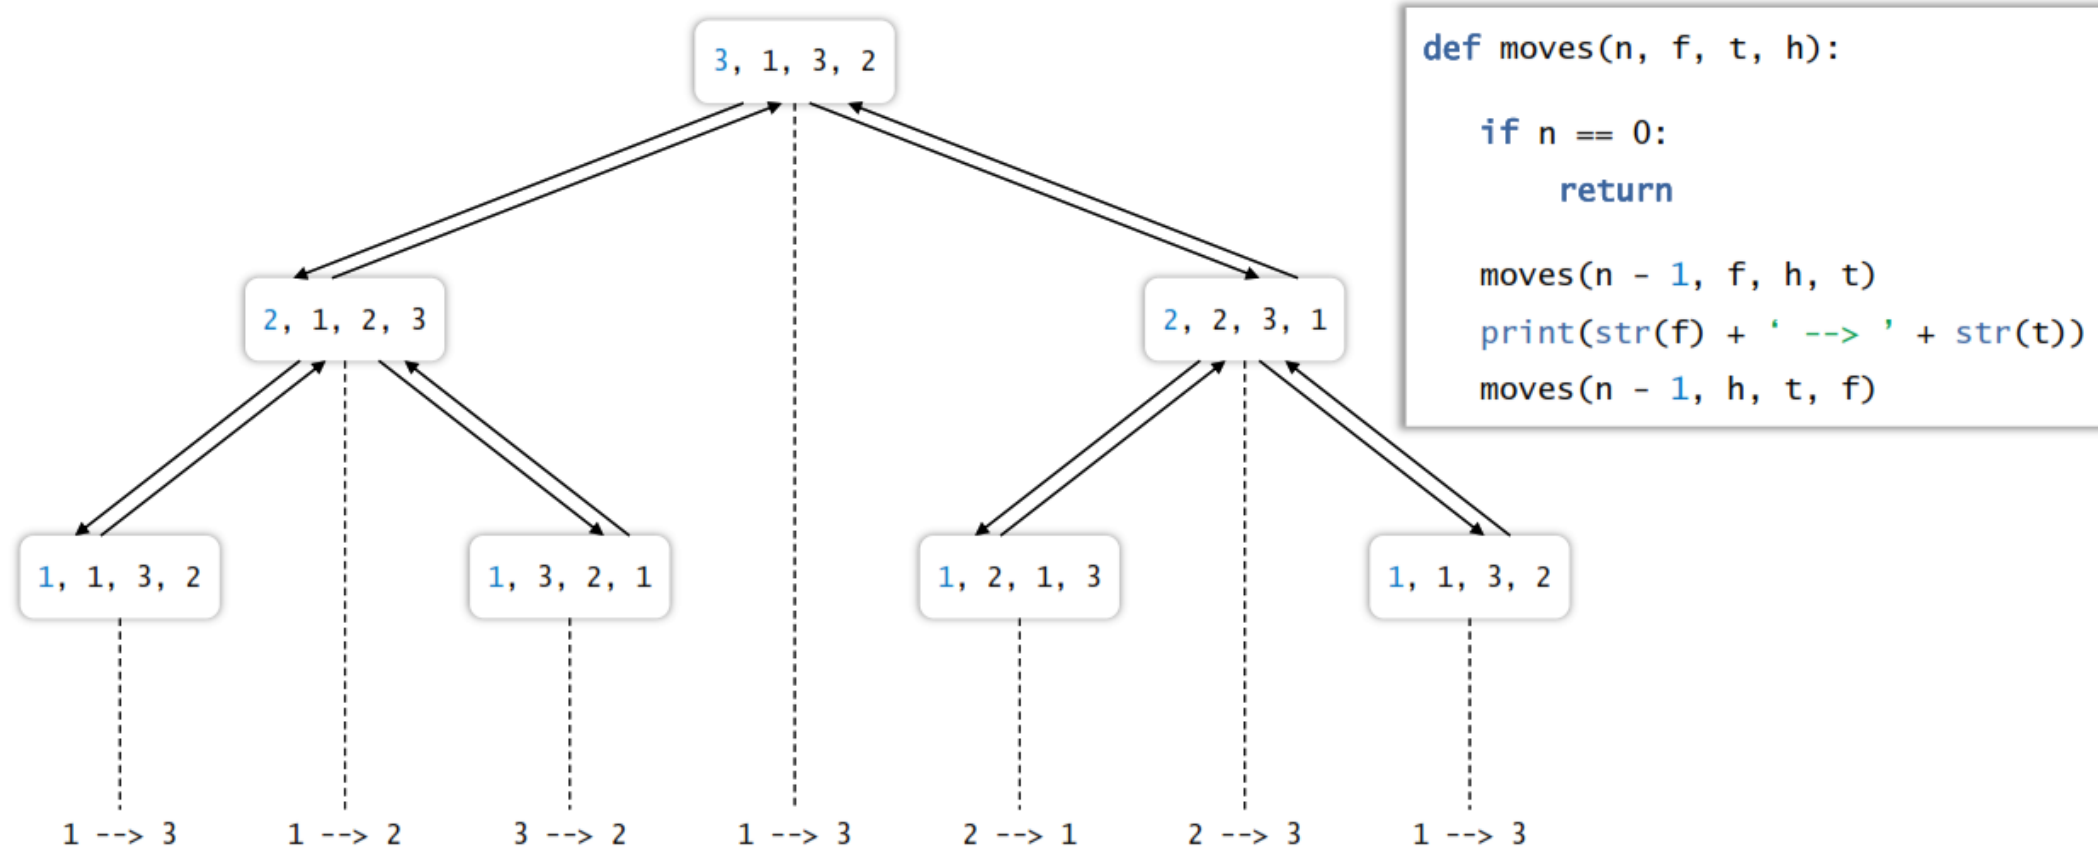 3, 1, 3, 2
def moves(n, f, t, h):
if n == 0:
return
moves(n - 1, f, h, t)
print(str(f) + ‘ --> ’ + str(t))
moves(n - 1, h, t, f)
2, 1, 2, 3
2, 2, 3, 1
1, 1, 3, 2
1, 3, 2, 1
1, 2, 1, 3
1, 1, 3, 2
1 --> 3
1 --> 2
3 --> 2
1 --> 3
2 --> 1
2 --> 3
1 --> 3